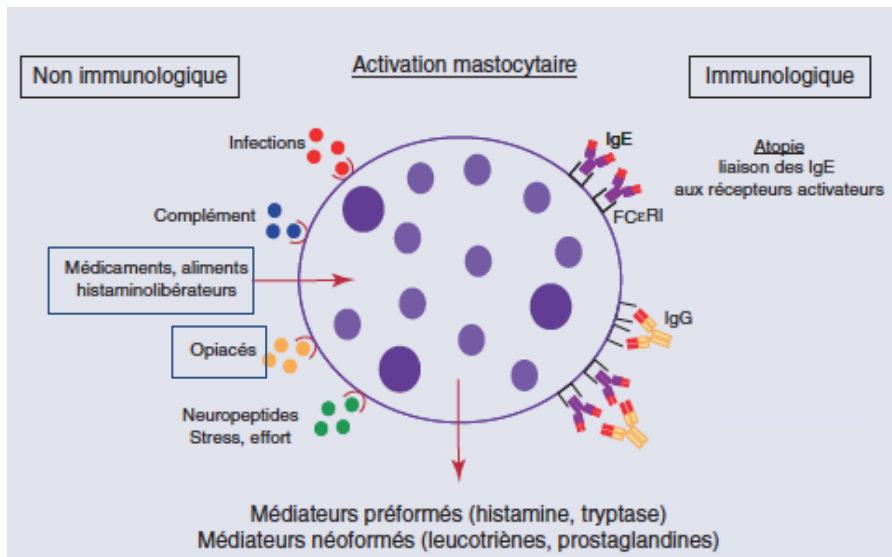 Non immunologique
Activation mastocytaire
Immunologique
Infections
IgE
Atopie
liaison des IgE
aux récepteurs activateurs
Complément
FCεRI
Médicaments, aliments
histaminolibérateurs
IgG
Opiacés
Neuropeptides
Stress, effort
Médiateurs préformés (histamine, tryptase)
Médiateurs néoformés (leucotriènes, prostaglandines)